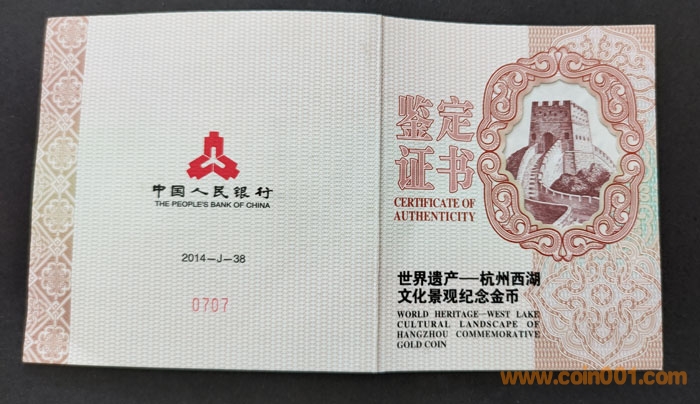 中国人民银行
THE PEOPLE'S BANK OF CHINA
2014-J-38
0707
鉴定
证书
CERTIFICATE OF
AUTHENTICITY
世界遗产—杭州西湖
文化景观纪念金币
WORLD HERITAGE—WEST LAKE
CULTURAL LANDSCAPE OF
HANGZHOU COMMEMORATIVE
GOLD COIN
www.coin001.com